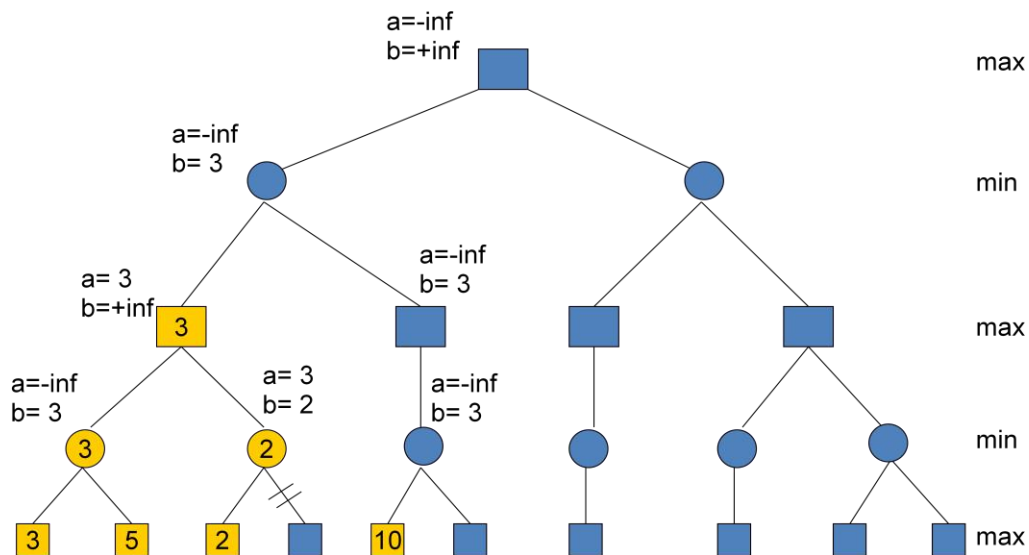 a=-inf
b=+inf
max
a=-inf
b= 3
min
a= 3
b=+inf
a=-inf
b= 3
3
max
a=-inf
b= 3
a= 3
b= 2
a=-inf
b= 3
3
2
min
3
5
2
10
max